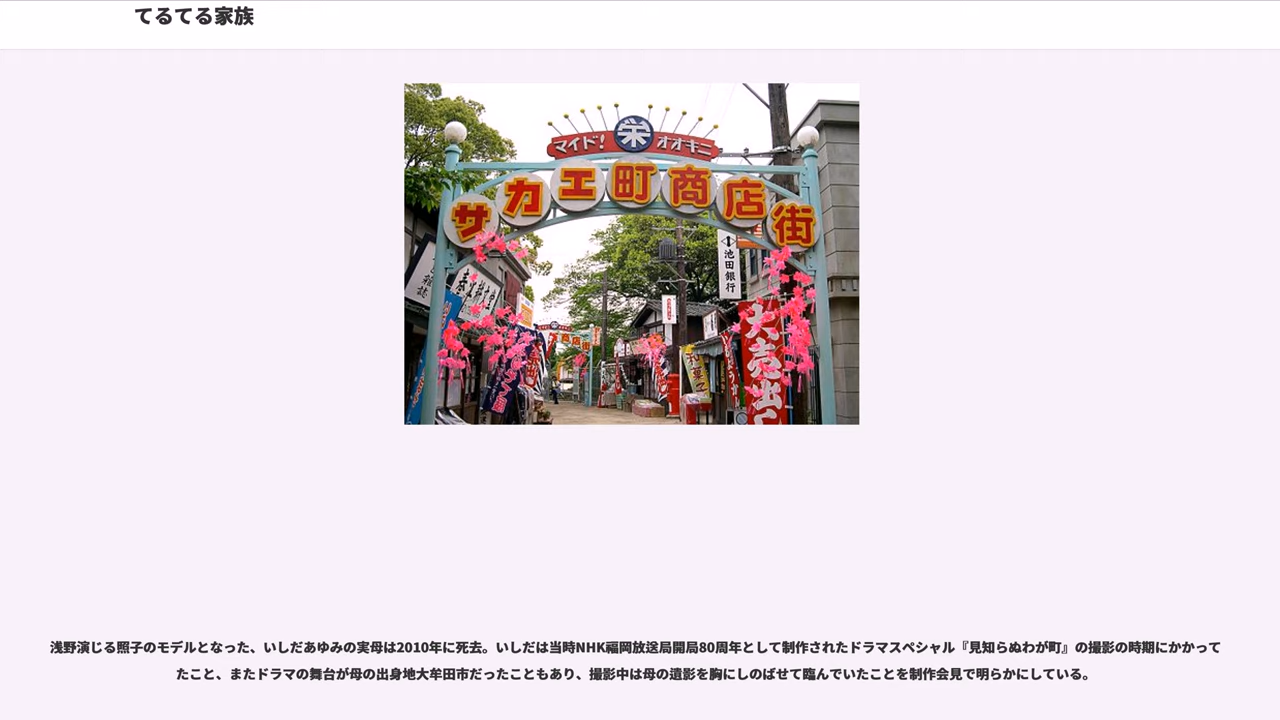 てるてる家族
マイド! 栄 オオキニ
サカエ町商店街
池田銀行
大売出し
浅野演じる照子のモデルとなった、いしだあゆみの実母は2010年に死去。いしだは当時NHK福岡放送局開局80周年として制作されたドラマスペシャル『見知らぬわが町』の撮影の時期にかかって
たこと、またドラマの舞台が母の出身地大牟田市だったこともあり、撮影中は母の遺影を胸にしのばせて臨んでいたことを制作会見で明らかにしている。